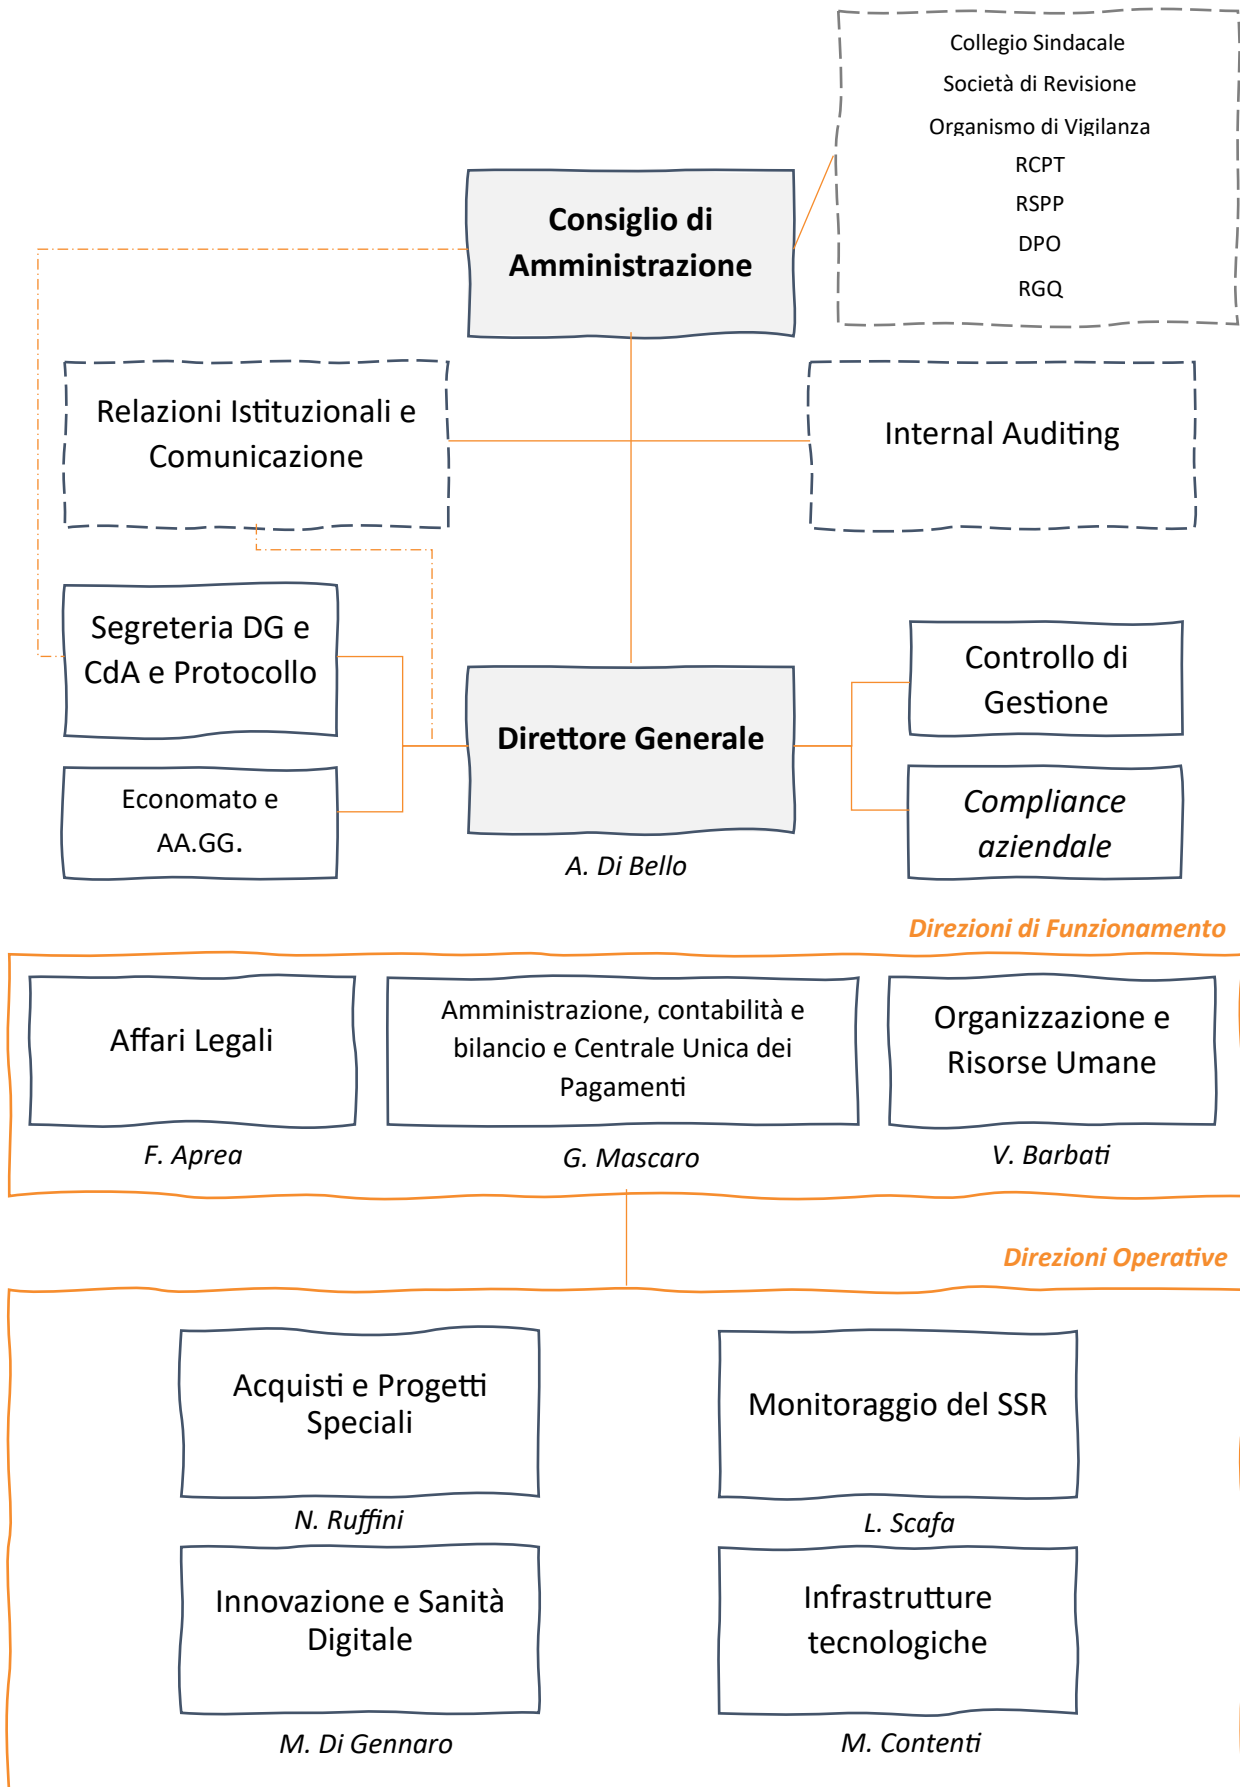 Collegio Sindacale
Società di Revisione
Organismo di Vigilanza
RCPT
RSPP
DPO
RGQ
Consiglio di
Amministrazione
Relazioni Istituzionali e
Comunicazione
Internal Auditing
Segreteria DG e
CdA e Protocollo
Direttore Generale
Controllo di
Gestione
Economato e
AA.GG.
Compliance
aziendale
A. Di Bello
Direzioni di Funzionamento
Affari Legali
Amministrazione, contabilità e
bilancio e Centrale Unica dei
Pagamenti
Organizzazione e
Risorse Umane
F. Aprea
G. Mascaro
V. Barbati
Direzioni Operative
Acquisti e Progetti
Speciali
Monitoraggio del SSR
N. Ruffini
L. Scafa
Innovazione e Sanità
Digitale
Infrastrutture
tecnologiche
M. Di Gennaro
M. Contenti